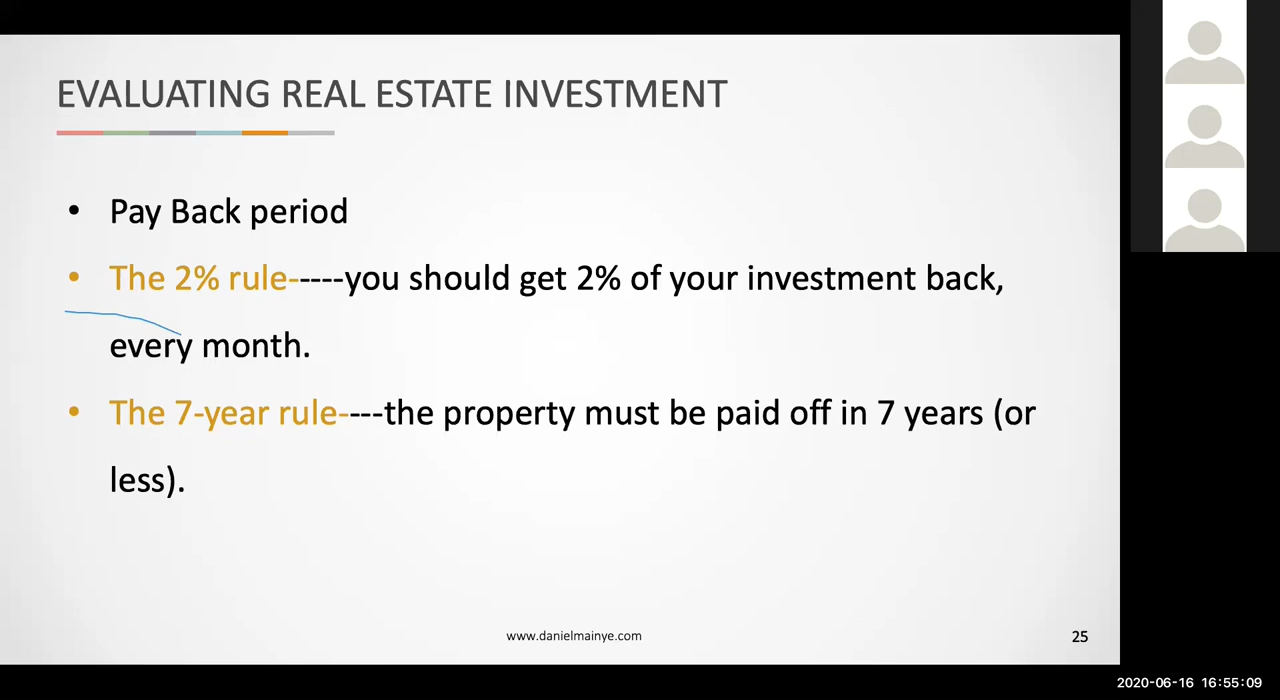 EVALUATING REAL ESTATE INVESTMENT
• Pay Back period
• The 2% rule-----you should get 2% of your investment back,
every month.
• The 7-year rule----the property must be paid off in 7 years (or
less).
www.danielmainye.com
25
2020-06-16 16:55:09